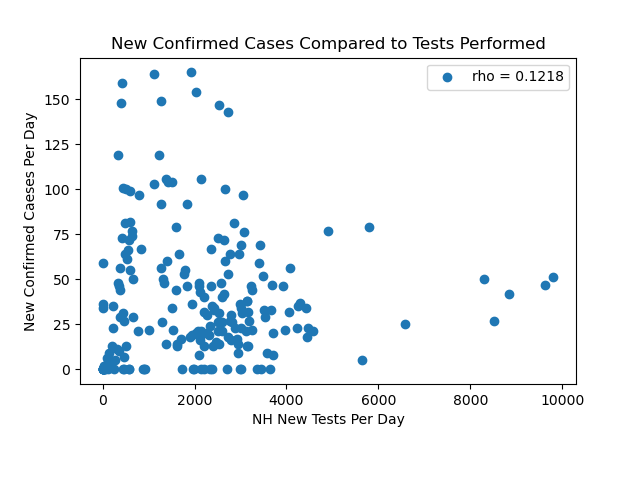 New Confirmed Cases Compared to Tests Performed
rho = 0.1218
New Confirmed Caeses Per Day
150
125
100
75
50
25
0
0 2000 4000 6000 8000 10000
NH New Tests Per Day